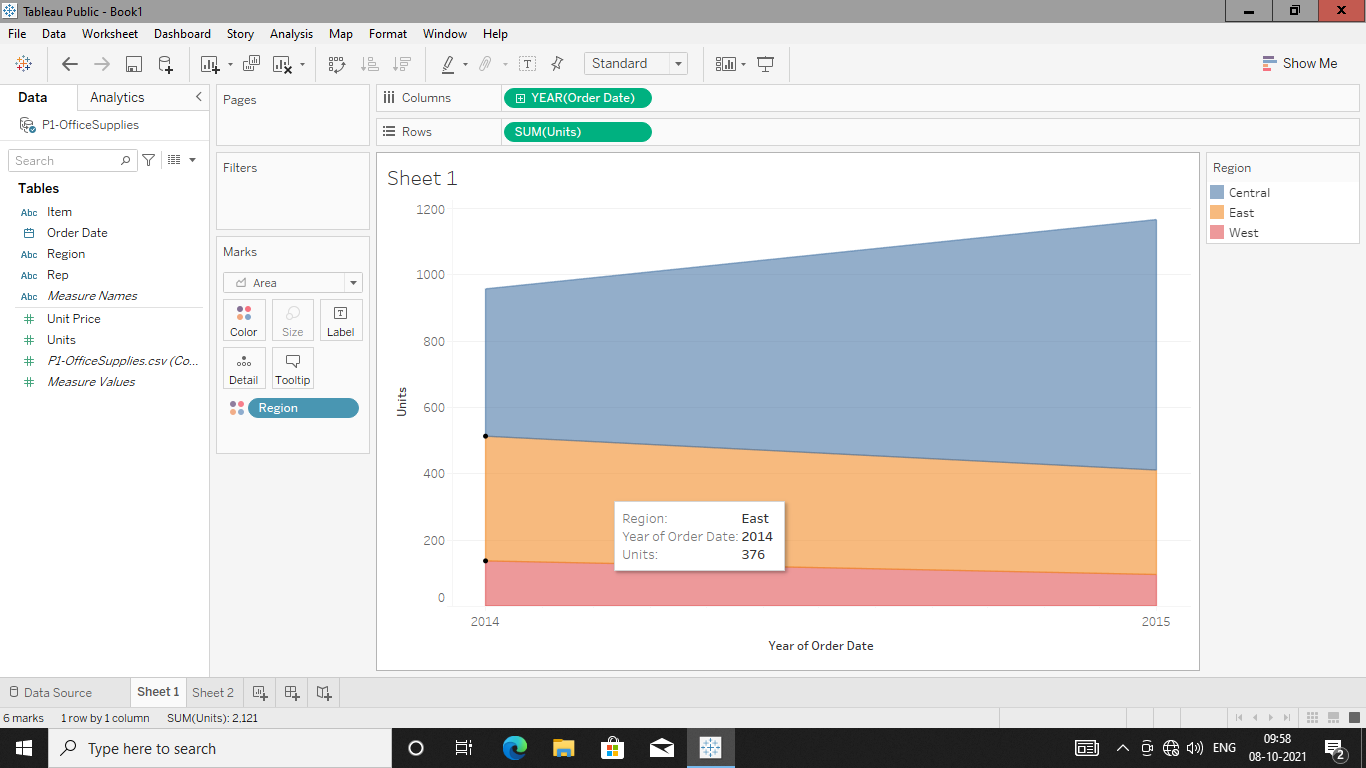 Tableau Public - Book1
File Data Worksheet Dashboard Story Analysis Map Format Window Help
Standard
Show Me
Data Analytics
P1-OfficeSupplies
Search
Tables
Abc Item
Order Date
Abc Region
Abc Rep
Abc Measure Names
Unit Price
Units
P1-OfficeSupplies.csv (Co...
Measure Values
Pages
Filters
Marks
Area
Color Size Label
Detail Tooltip
Region
Columns YEAR(Order Date)
Rows SUM(Units)
Sheet 1
1200
1000
800
600
400
200
0
Units
Region: East
Year of Order Date: 2014
Units: 376
2014 2015
Year of Order Date
Region
Central
East
West
Data Source Sheet 1 Sheet 2
6 marks 1 row by 1 column SUM(Units): 2,121
Type here to search
ENG
09:58
08-10-2021
2